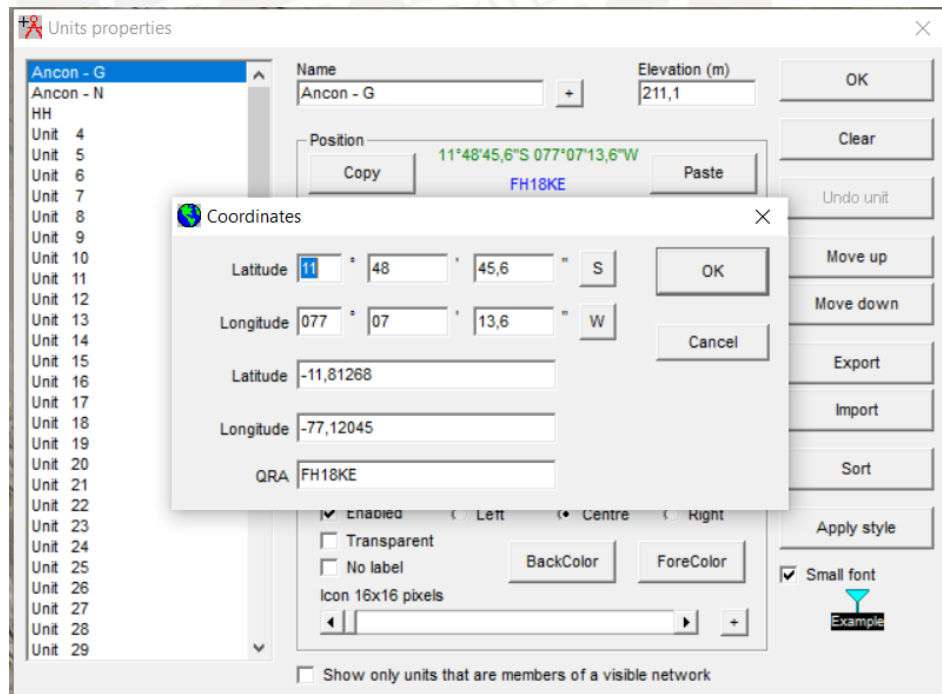 Units properties
Ancon - G
Ancon - N
HH
Unit 4
Unit 5
Unit 6
Unit 7
Unit 8
Unit 9
Unit 10
Unit 11
Unit 12
Unit 13
Unit 14
Unit 15
Unit 16
Unit 17
Unit 18
Unit 19
Unit 20
Unit 21
Unit 22
Unit 23
Unit 24
Unit 25
Unit 26
Unit 27
Unit 28
Unit 29
Name
Ancon - G
+
Elevation (m)
211,1
Position
Copy
11°48'45,6"S 077°07'13,6"W
FH18KE
Paste
Coordinates
Latitude 11 ° 48 ' 45,6 " S
Longitude 077 ° 07 ' 13,6 " W
Latitude -11,81268
Longitude -77,12045
QRA FH18KE
OK
Cancel
Enabled Left Centre Right
Transparent
No label
BackColor
ForeColor
Icon 16x16 pixels
+
Show only units that are members of a visible network
OK
Clear
Undo unit
Move up
Move down
Export
Import
Sort
Apply style
Small font
Example